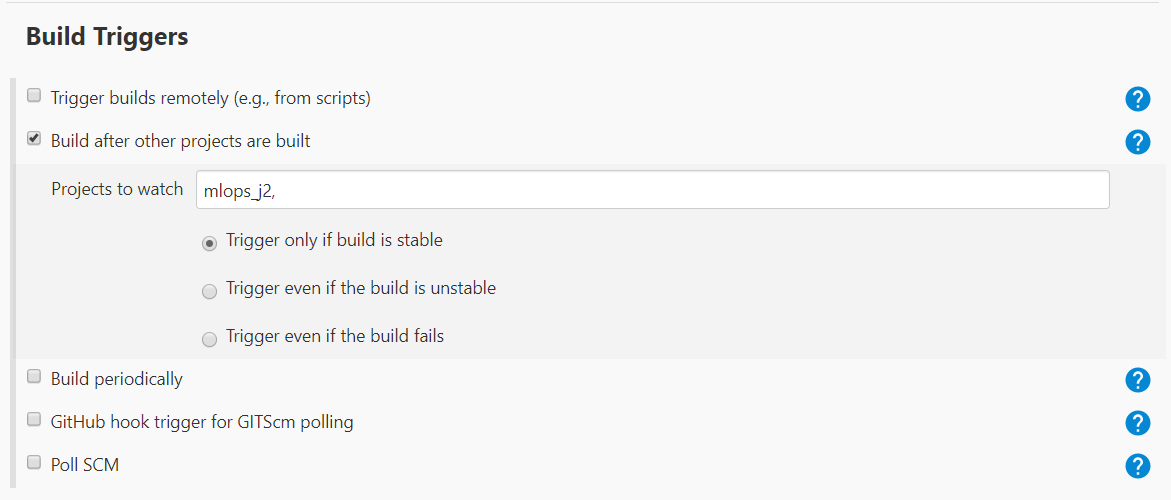 Build Triggers
Trigger builds remotely (e.g., from scripts)
?
Build after other projects are built
?
Projects to watch
mlops_j2,
Trigger only if build is stable
Trigger even if the build is unstable
Trigger even if the build fails
Build periodically
?
GitHub hook trigger for GITScm polling
?
Poll SCM
?